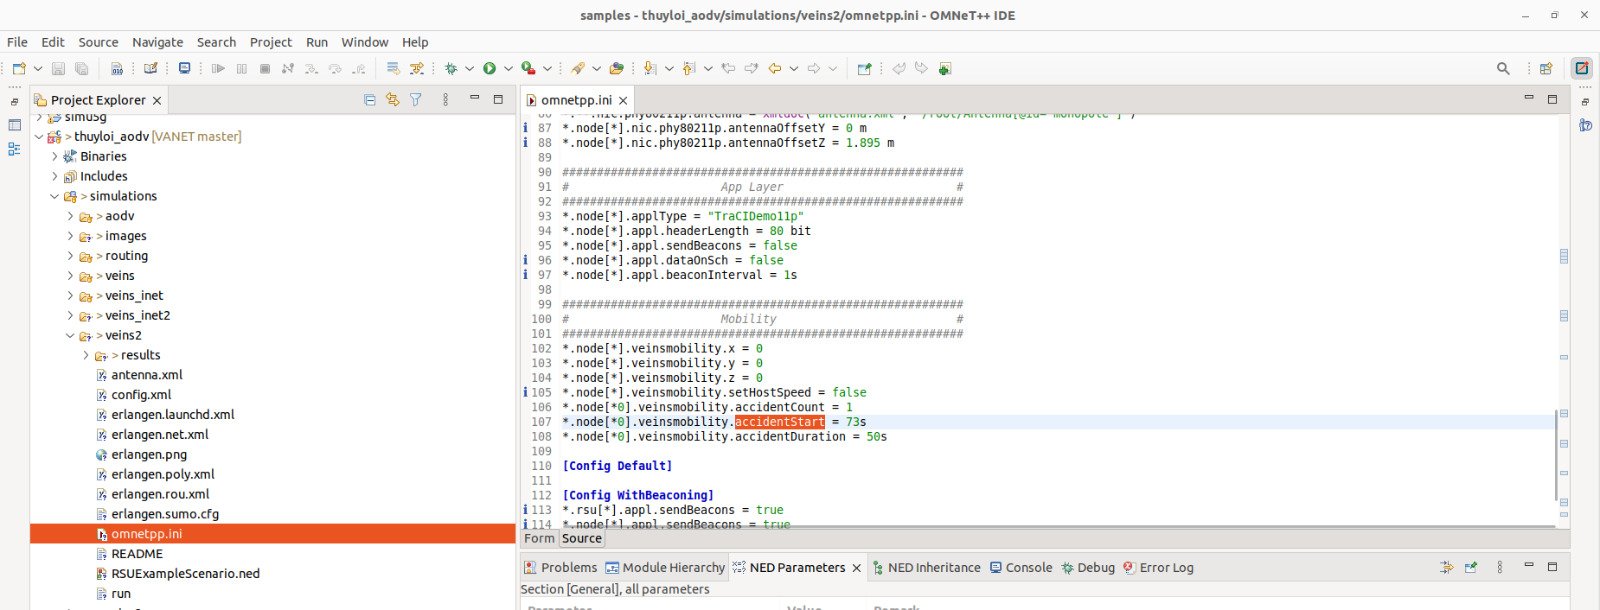 samples - thuyloi_aodv/simulations/veins2/omnetpp.ini - OMNeT++ IDE
File Edit Source Navigate Search Project Run Window Help
Project Explorer
simu5g
> thuyloi_aodv [VANET master]
Binaries
Includes
> simulations
> aodv
> images
> routing
> veins
> veins_inet
> veins_inet2
> veins2
> results
antenna.xml
config.xml
erlangen.launchd.xml
erlangen.net.xml
erlangen.png
erlangen.poly.xml
erlangen.rou.xml
erlangen.sumo.cfg
omnetpp.ini
README
RSUExampleScenario.ned
run
omnetpp.ini
87 *.node[*].nic.phy80211p.antennaOffsetY = 0 m
88 *.node[*].nic.phy80211p.antennaOffsetZ = 1.895 m
89
90 ##########################################################
91 # App Layer #
92 ##########################################################
93 *.node[*].applType = "TraCIDemo11p"
94 *.node[*].appl.headerLength = 80 bit
95 *.node[*].appl.sendBeacons = false
96 *.node[*].appl.dataOnSch = false
97 *.node[*].appl.beaconInterval = 1s
98
99 ##########################################################
100 # Mobility #
101 ##########################################################
102 *.node[*].veinsmobility.x = 0
103 *.node[*].veinsmobility.y = 0
104 *.node[*].veinsmobility.z = 0
105 *.node[*].veinsmobility.setHostSpeed = false
106 *.node[*0].veinsmobility.accidentCount = 1
107 *.node[*0].veinsmobility.accidentStart = 73s
108 *.node[*0].veinsmobility.accidentDuration = 50s
109
110 [Config Default]
111
112 [Config WithBeaconing]
113 *.rsu[*].appl.sendBeacons = true
114 *.node[*].appl.sendBeacons = true
Form Source
Problems Module Hierarchy NED Parameters NED Inheritance Console Debug Error Log
Section [General], all parameters
Parameter Value Remark